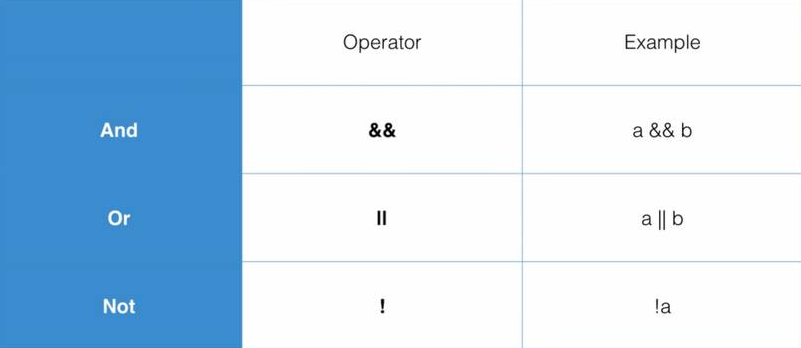 Operator Example
And && a && b
Or || a || b
Not ! !a